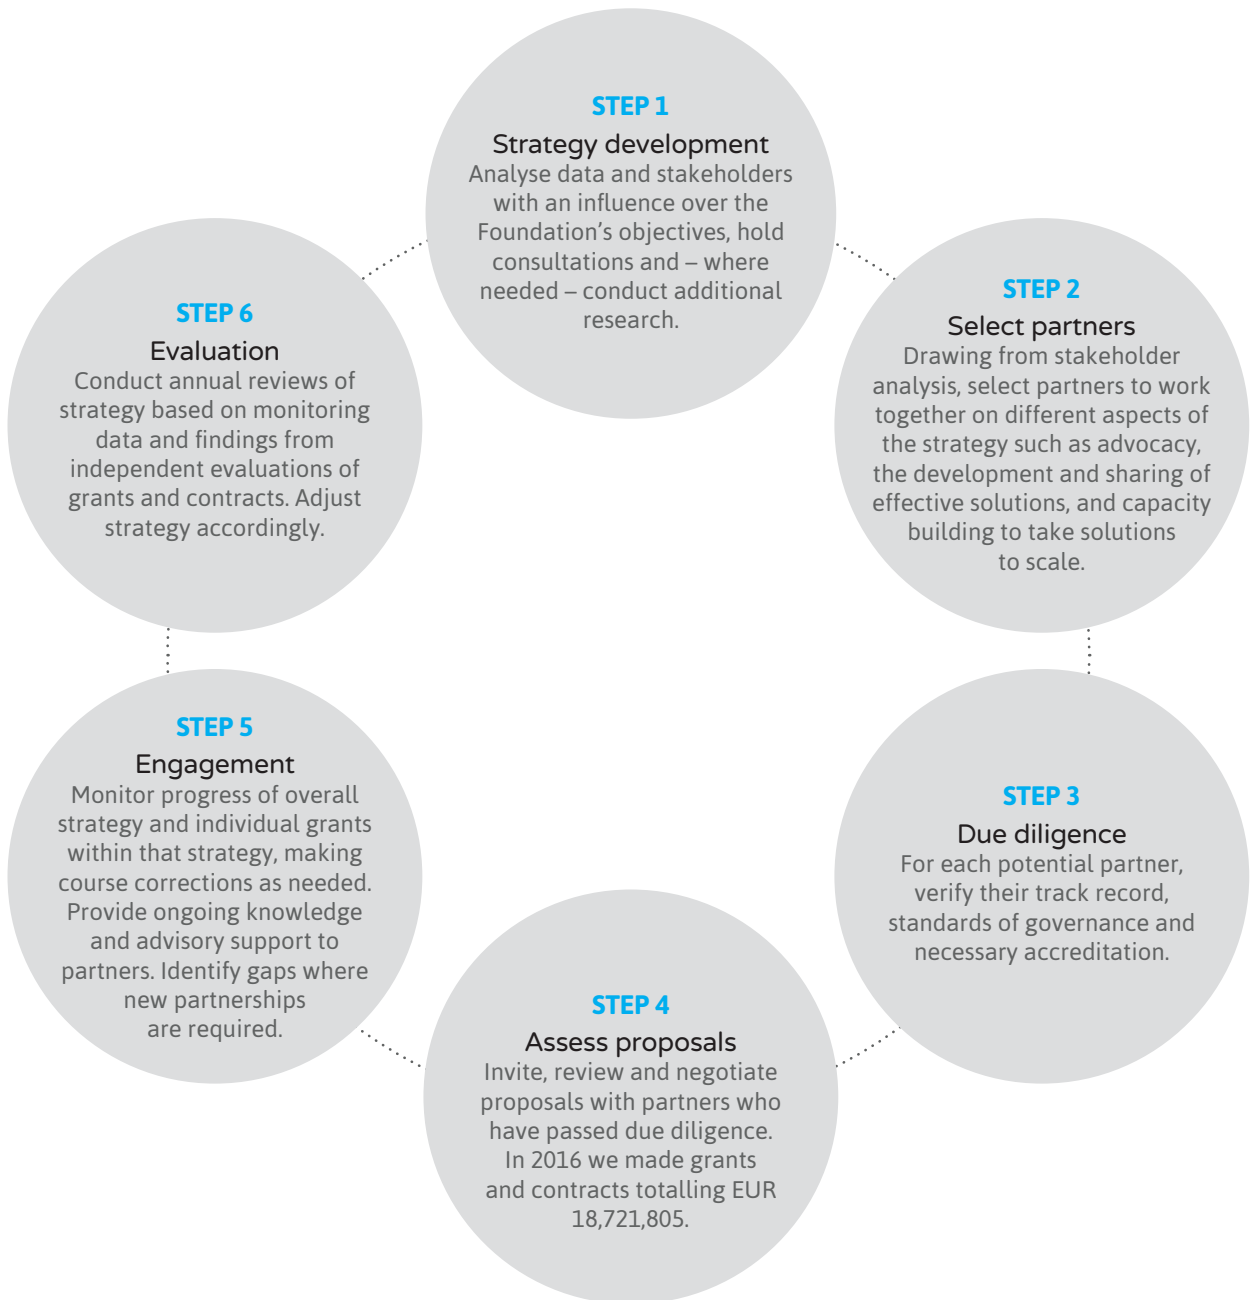 STEP 1
Strategy development
Analyse data and stakeholders
with an influence over the
Foundation’s objectives, hold
consultations and – where
needed – conduct additional
research.
STEP 2
Select partners
Drawing from stakeholder
analysis, select partners to work
together on different aspects of
the strategy such as advocacy,
the development and sharing of
effective solutions, and capacity
building to take solutions
to scale.
STEP 3
Due diligence
For each potential partner,
verify their track record,
standards of governance and
necessary accreditation.
STEP 4
Assess proposals
Invite, review and negotiate
proposals with partners who
have passed due diligence.
In 2016 we made grants
and contracts totalling EUR
18,721,805.
STEP 5
Engagement
Monitor progress of overall
strategy and individual grants
within that strategy, making
course corrections as needed.
Provide ongoing knowledge
and advisory support to
partners. Identify gaps where
new partnerships
are required.
STEP 6
Evaluation
Conduct annual reviews of
strategy based on monitoring
data and findings from
independent evaluations of
grants and contracts. Adjust
strategy accordingly.